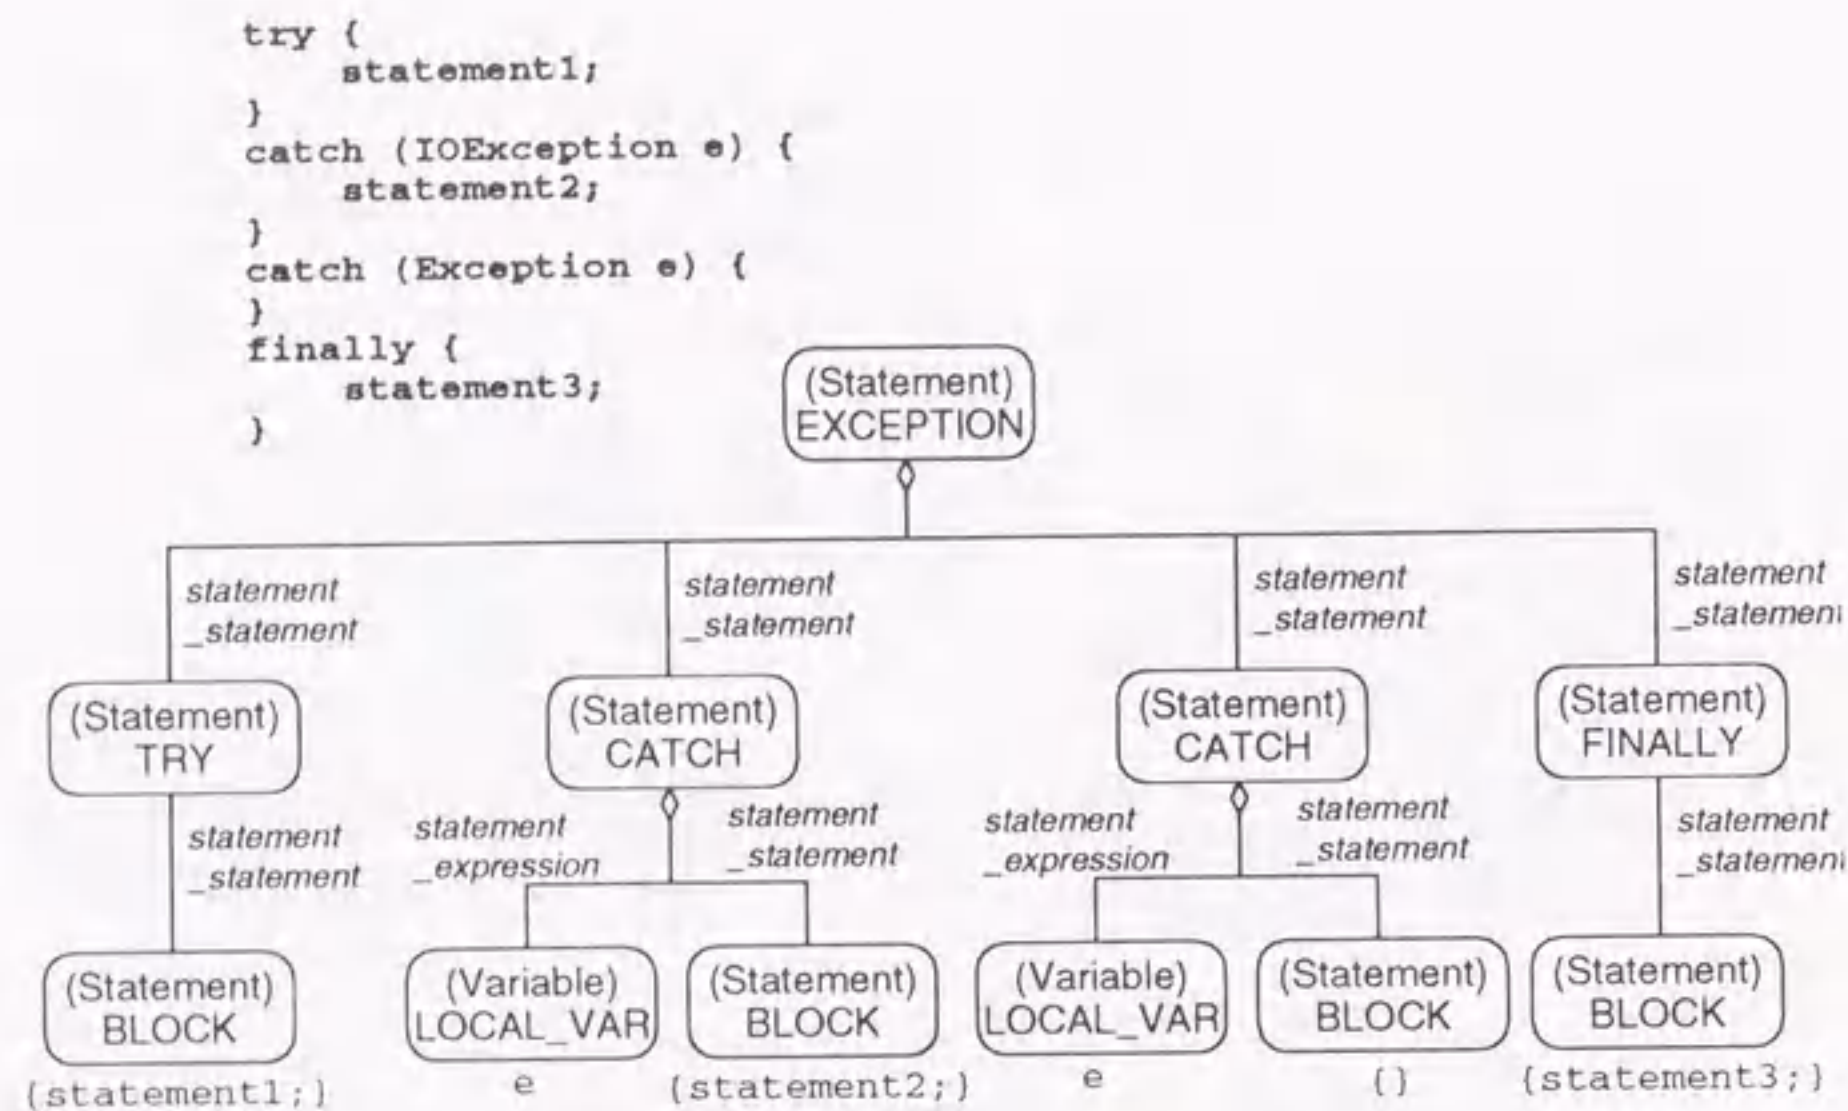 try {
statement1;
}
catch (IOException e) {
statement2;
}
catch (Exception e) {
}
finally {
statement3;
}
(Statement)
EXCEPTION
statement
_statement
statement
_statement
statement
_statement
statement
_statement
(Statement)
TRY
(Statement)
CATCH
(Statement)
CATCH
(Statement)
FINALLY
statement
_statement
statement
_expression
statement
_statement
statement
_expression
statement
_statement
statement
_statement
(Statement)
BLOCK
(Variable)
LOCAL_VAR
(Statement)
BLOCK
(Variable)
LOCAL_VAR
(Statement)
BLOCK
(Statement)
BLOCK
{statement1;}
e
{statement2;}
e
{}
{statement3;}